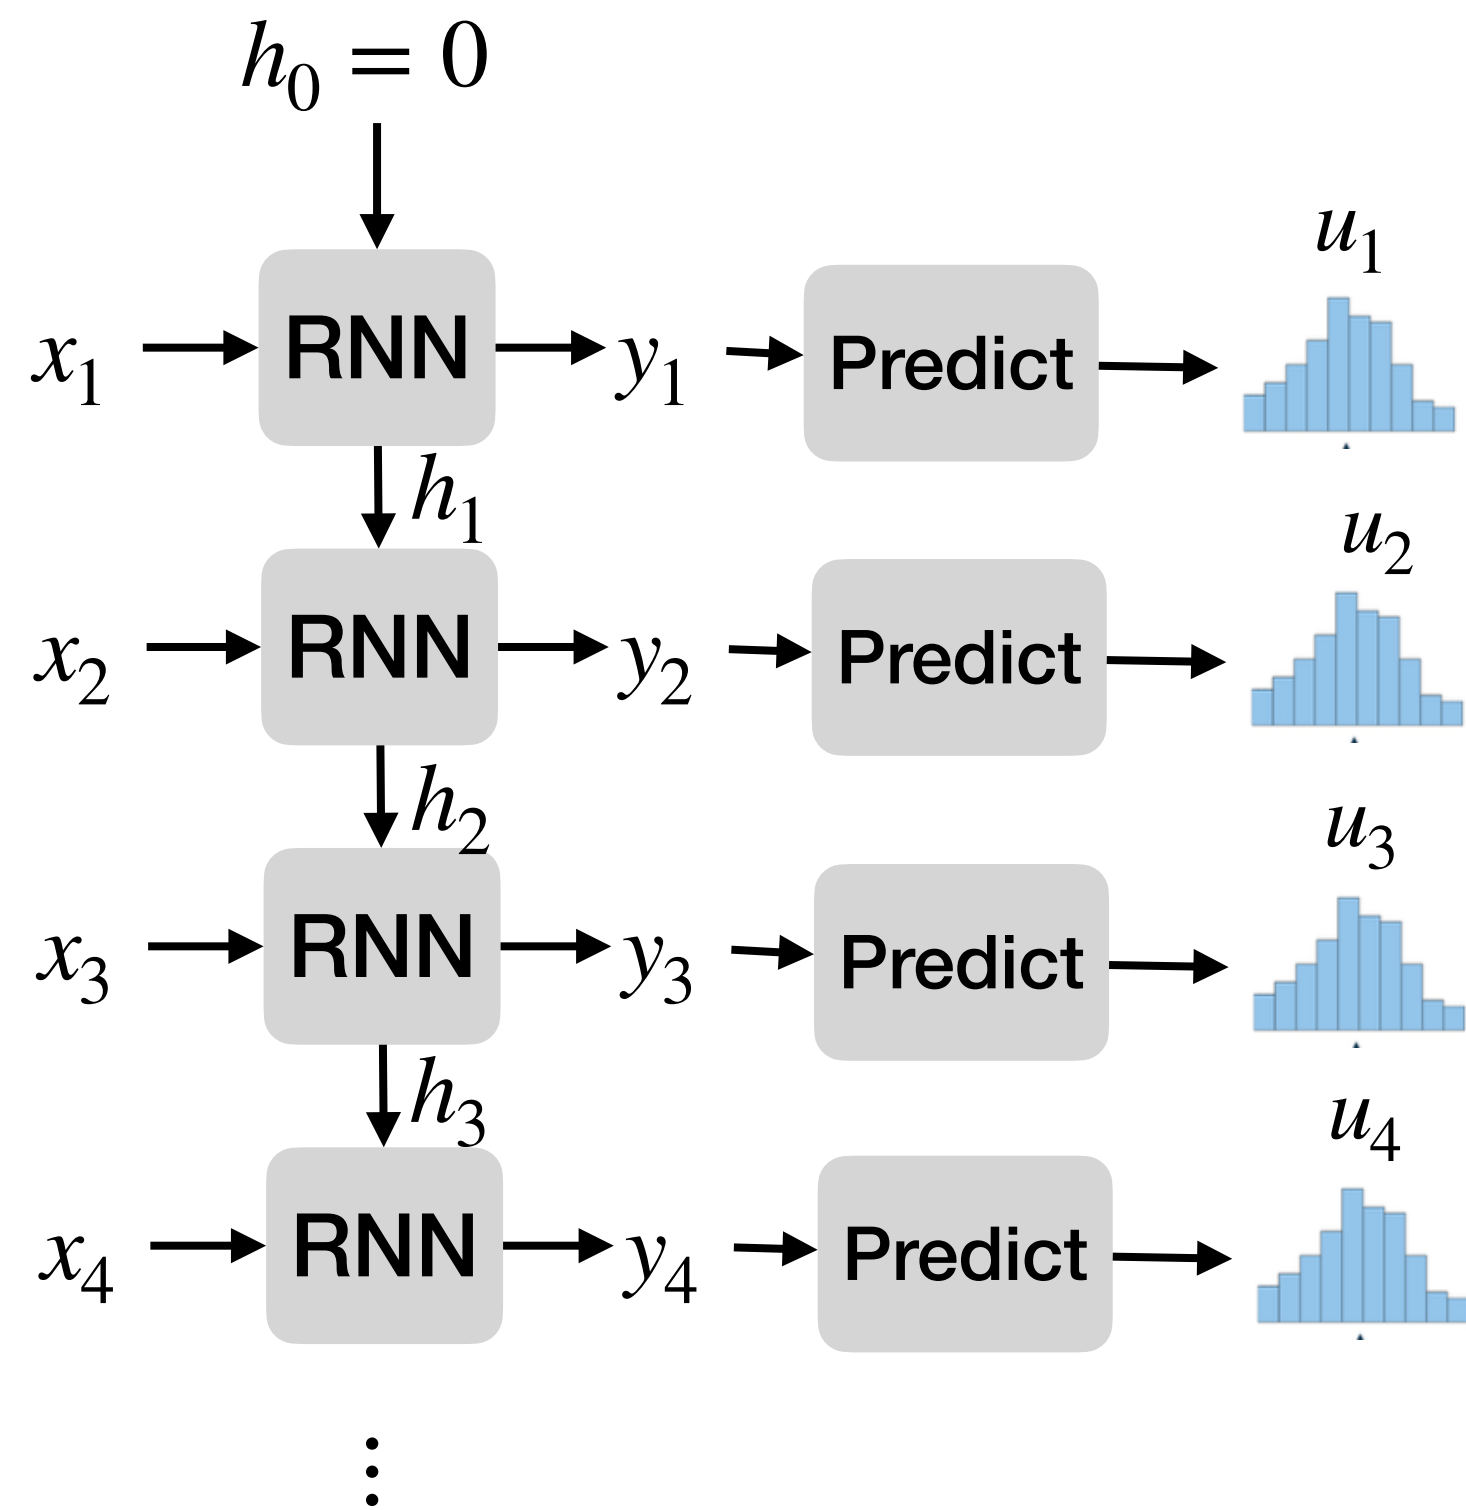 h₀ = 0
u₁
x₁ RNN y₁ Predict
h₁
u₂
x₂ RNN y₂ Predict
h₂
u₃
x₃ RNN y₃ Predict
h₃
u₄
x₄ RNN y₄ Predict
⋮